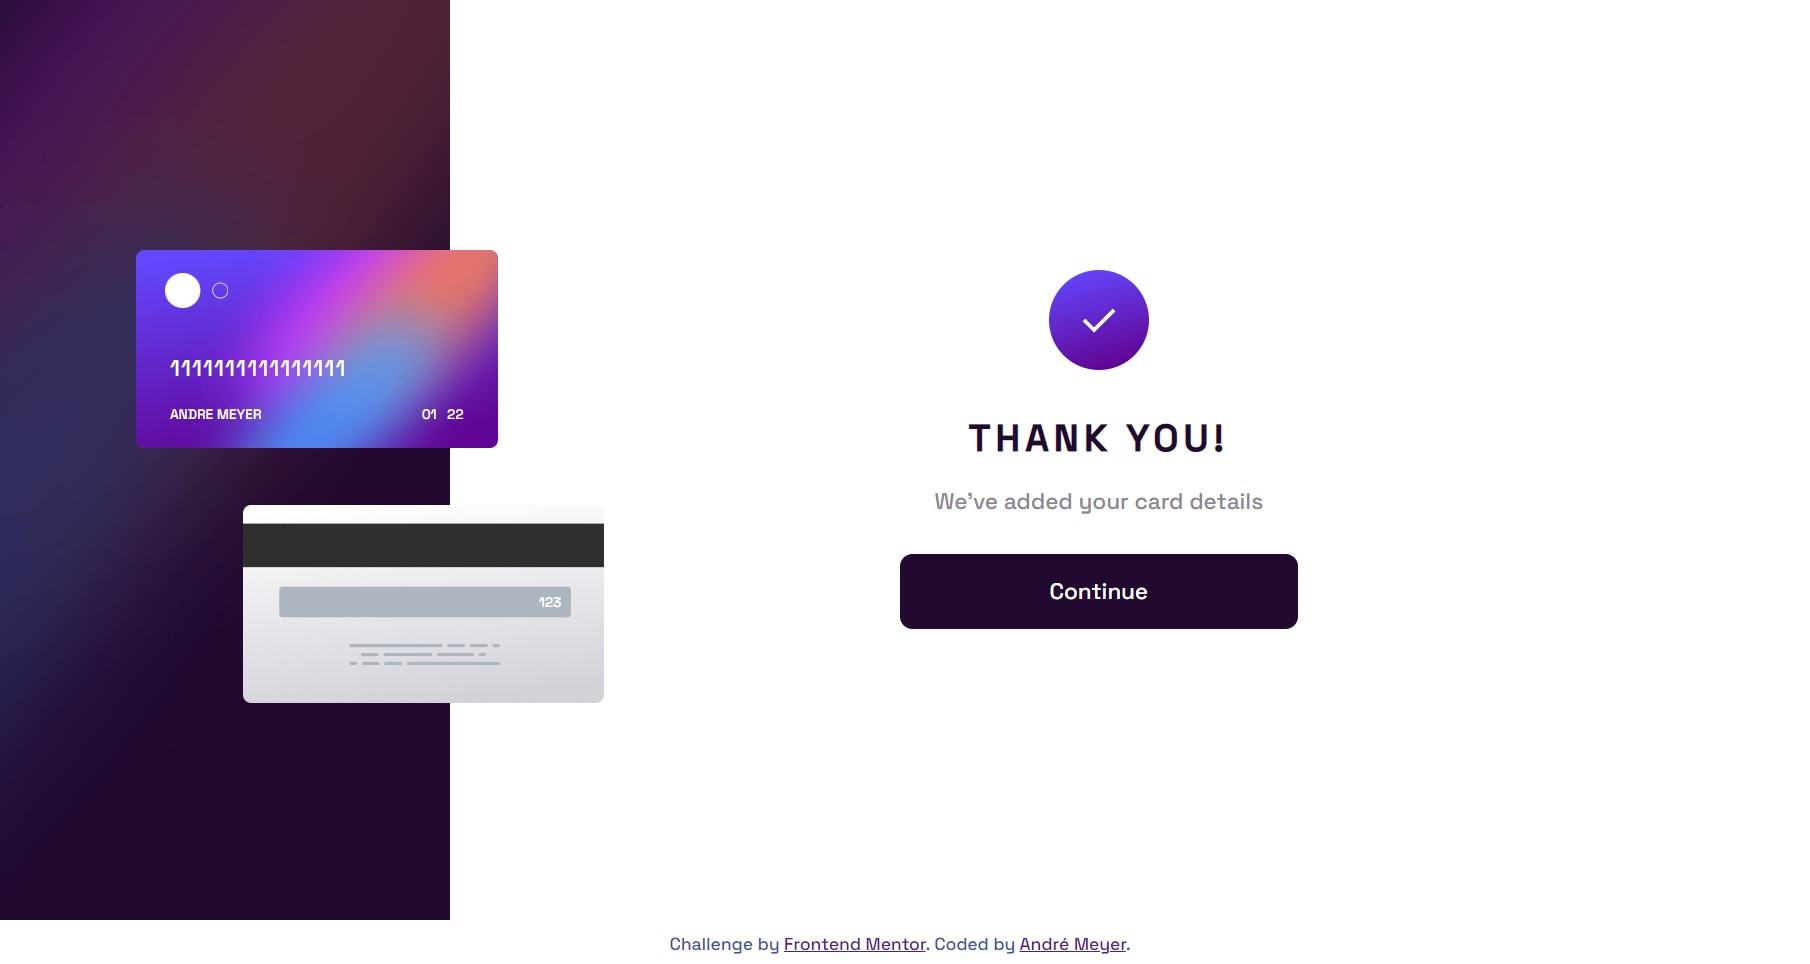 1111111111111111
ANDRE MEYER 01 22
123
THANK YOU!
We've added your card details
Continue
Challenge by Frontend Mentor. Coded by André Meyer.